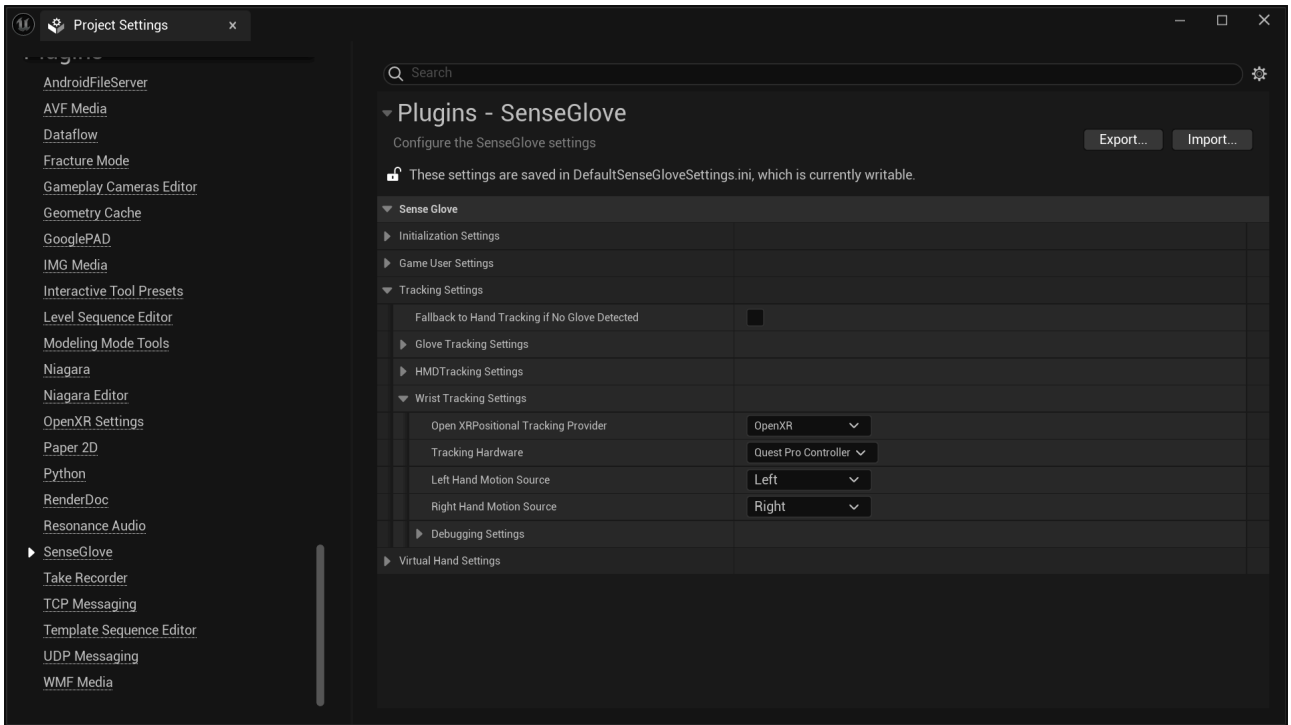 Project Settings
Plugins
AndroidFileServer
AVF Media
Dataflow
Fracture Mode
Gameplay Cameras Editor
Geometry Cache
GooglePAD
IMG Media
Interactive Tool Presets
Level Sequence Editor
Modeling Mode Tools
Niagara
Niagara Editor
OpenXR Settings
Paper 2D
Python
RenderDoc
Resonance Audio
SenseGlove
Take Recorder
TCP Messaging
Template Sequence Editor
UDP Messaging
WMF Media
Search
Plugins - SenseGlove
Configure the SenseGlove settings
Export... Import...
These settings are saved in DefaultSenseGloveSettings.ini, which is currently writable.
Sense Glove
Initialization Settings
Game User Settings
Tracking Settings
Fallback to Hand Tracking if No Glove Detected
Glove Tracking Settings
HMDTracking Settings
Wrist Tracking Settings
Open XRPositional Tracking Provider OpenXR
Tracking Hardware Quest Pro Controller
Left Hand Motion Source Left
Right Hand Motion Source Right
Debugging Settings
Virtual Hand Settings